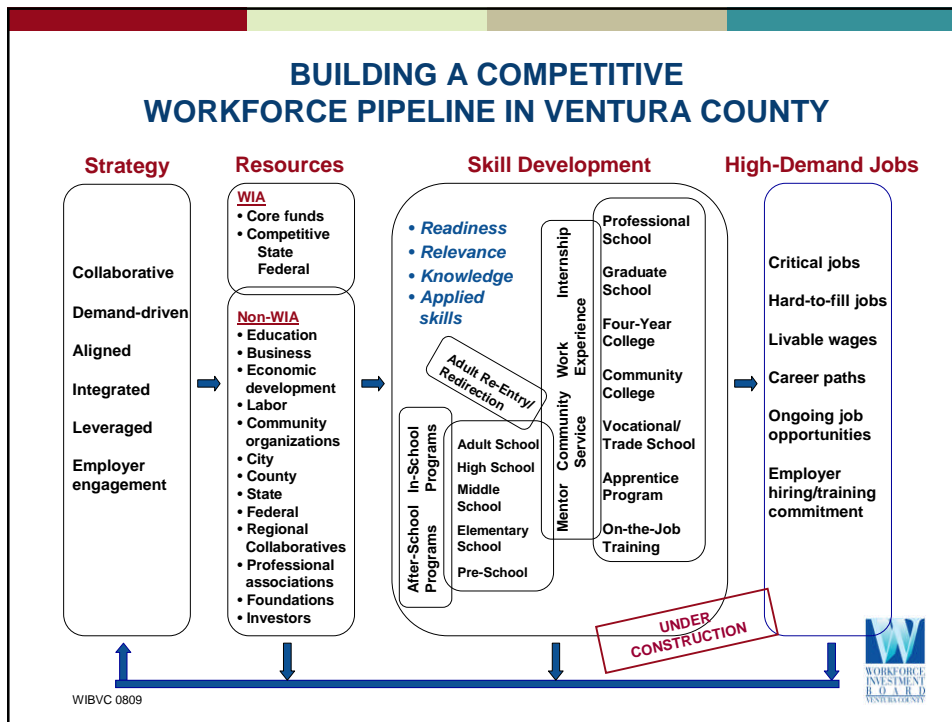 BUILDING A COMPETITIVE
WORKFORCE PIPELINE IN VENTURA COUNTY
Strategy
Collaborative
Demand-driven
Aligned
Integrated
Leveraged
Employer
engagement
Resources
WIA
• Core funds
• Competitive
State
Federal
Non-WIA
• Education
• Business
• Economic
development
• Labor
• Community
organizations
• City
• County
• State
• Federal
• Regional
Collaboratives
• Professional
associations
• Foundations
• Investors
Skill Development
• Readiness
• Relevance
• Knowledge
• Applied
skills
Adult Re-Entry/
Redirection
After-School
Programs
In-School
Programs
Adult School
High School
Middle
School
Elementary
School
Pre-School
Mentor
Community
Service
Work
Experience
Internship
Professional
School
Graduate
School
Four-Year
College
Community
College
Vocational/
Trade School
Apprentice
Program
On-the-Job
Training
High-Demand Jobs
Critical jobs
Hard-to-fill jobs
Livable wages
Career paths
Ongoing job
opportunities
Employer
hiring/training
commitment
UNDER
CONSTRUCTION
WIBVC 0809
W
WORKFORCE
INVESTMENT
BOARD
VENTURA COUNTY